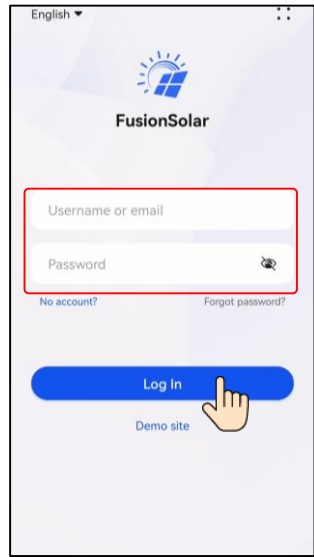 English
FusionSolar
Username or email
Password
No account?
Forgot password?
Log In
Demo site